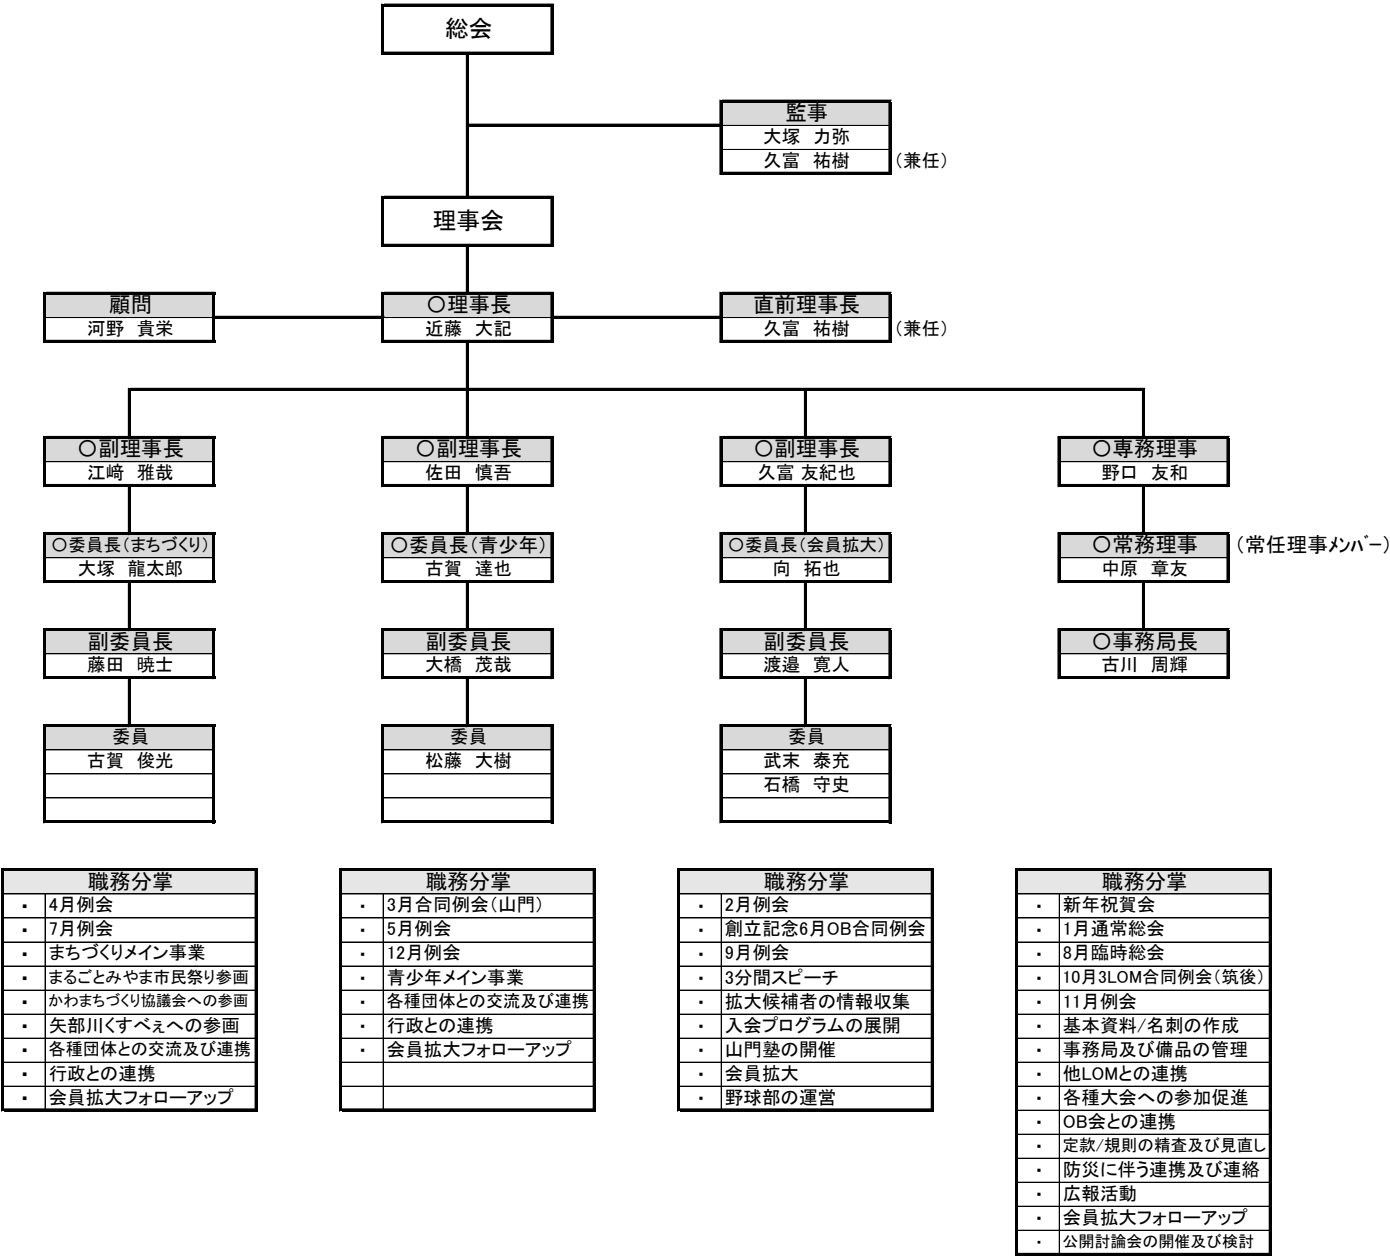 総会
監事
大塚 力弥
久富 祐樹 （兼任）
理事会
顧問
河野 貴栄
〇理事長
近藤 大記
直前理事長
久富 祐樹 （兼任）
〇副理事長
江﨑 雅哉
〇副理事長
佐田 慎吾
〇副理事長
久富 友紀也
〇専務理事
野口 友和
〇委員長（まちづくり）
大塚 龍太郎
〇委員長（青少年）
古賀 達也
〇委員長（会員拡大）
向 拓也
〇常務理事 （常任理事ﾒﾝﾊﾞｰ）
中原 章友
副委員長
藤田 暁士
副委員長
大橋 茂哉
副委員長
渡邉 寛人
〇事務局長
古川 周輝
委員
古賀 俊光
委員
松藤 大樹
委員
武末 泰充
石橋 守史
職務分掌
・ 4月例会
・ 7月例会
・ まちづくりメイン事業
・ まるごとみやま市民祭り参画
・ かわまちづくり協議会への参画
・ 矢部川くすべぇへの参画
・ 各種団体との交流及び連携
・ 行政との連携
・ 会員拡大フォローアップ
職務分掌
・ 3月合同例会（山門）
・ 5月例会
・ 12月例会
・ 青少年メイン事業
・ 各種団体との交流及び連携
・ 行政との連携
・ 会員拡大フォローアップ
職務分掌
・ 2月例会
・ 創立記念6月OB合同例会
・ 9月例会
・ 3分間スピーチ
・ 拡大候補者の情報収集
・ 入会プログラムの展開
・ 山門塾の開催
・ 会員拡大
・ 野球部の運営
職務分掌
・ 新年祝賀会
・ 1月通常総会
・ 8月臨時総会
・ 10月3LOM合同例会（筑後）
・ 11月例会
・ 基本資料/名刺の作成
・ 事務局及び備品の管理
・ 他LOMとの連携
・ 各種大会への参加促進
・ OB会との連携
・ 定款/規則の精査及び見直し
・ 防災に伴う連携及び連絡
・ 広報活動
・ 会員拡大フォローアップ
・ 公開討論会の開催及び検討